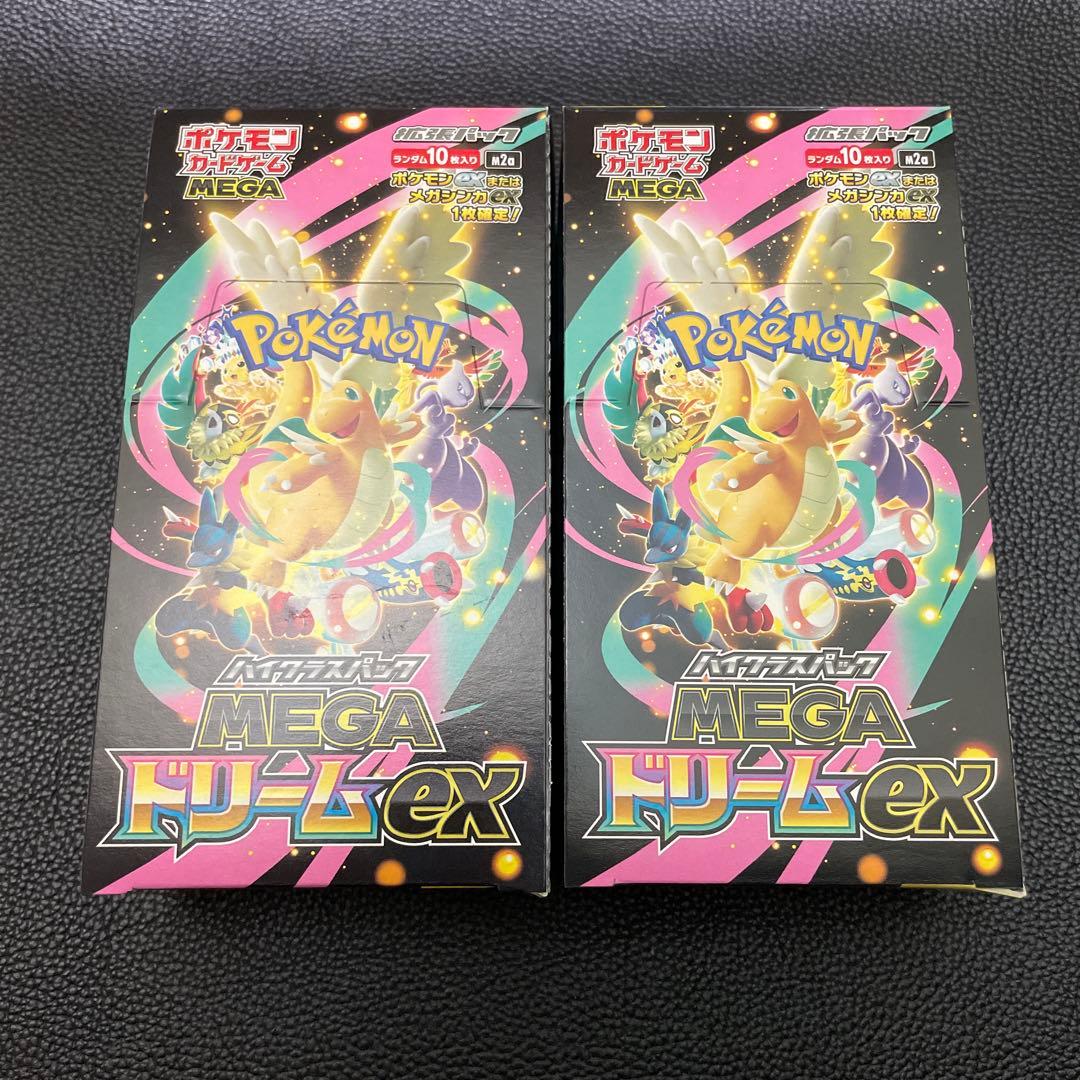 ポケモン
カードゲーム
MEGA
拡張パック
ランダム10枚入り M2a
ポケモンexまたは
メガシンカex
1枚確定!
POKéMON
TM
ハイクラスパック
MEGA
ドリームex
ポケモン
カードゲーム
MEGA
拡張パック
ランダム10枚入り M2a
ポケモンexまたは
メガシンカex
1枚確定!
POKéMON
TM
ハイクラスパック
MEGA
ドリームex